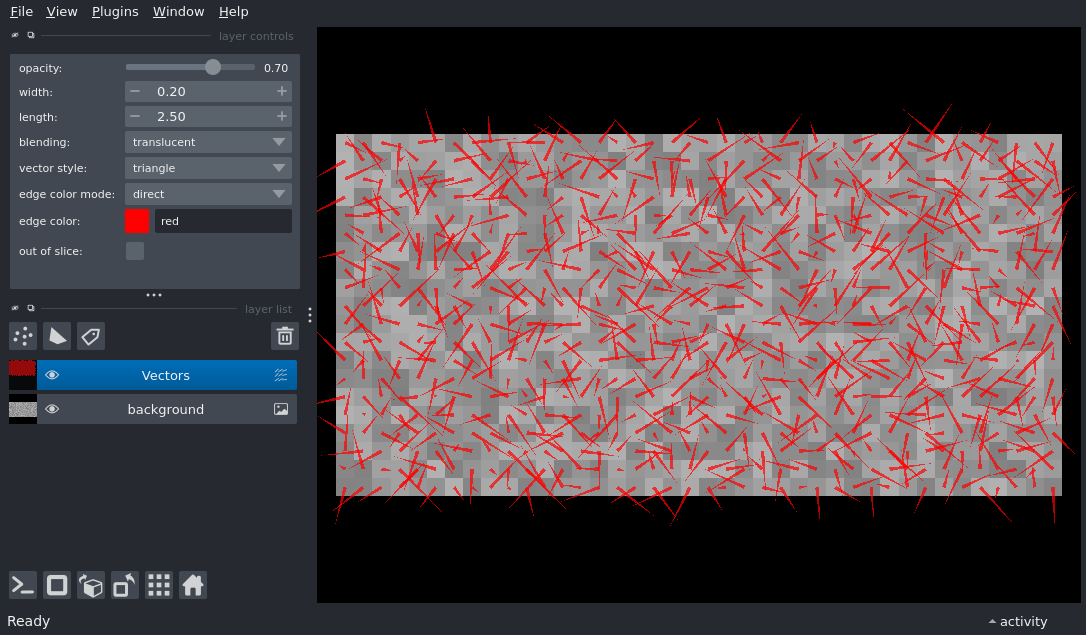 File View Plugins Window Help
layer controls
opacity: 0.70
width: − 0.20 +
length: − 2.50 +
blending: translucent
vector style: triangle
edge color mode: direct
edge color: red
out of slice:
layer list
Vectors
background
Ready
activity